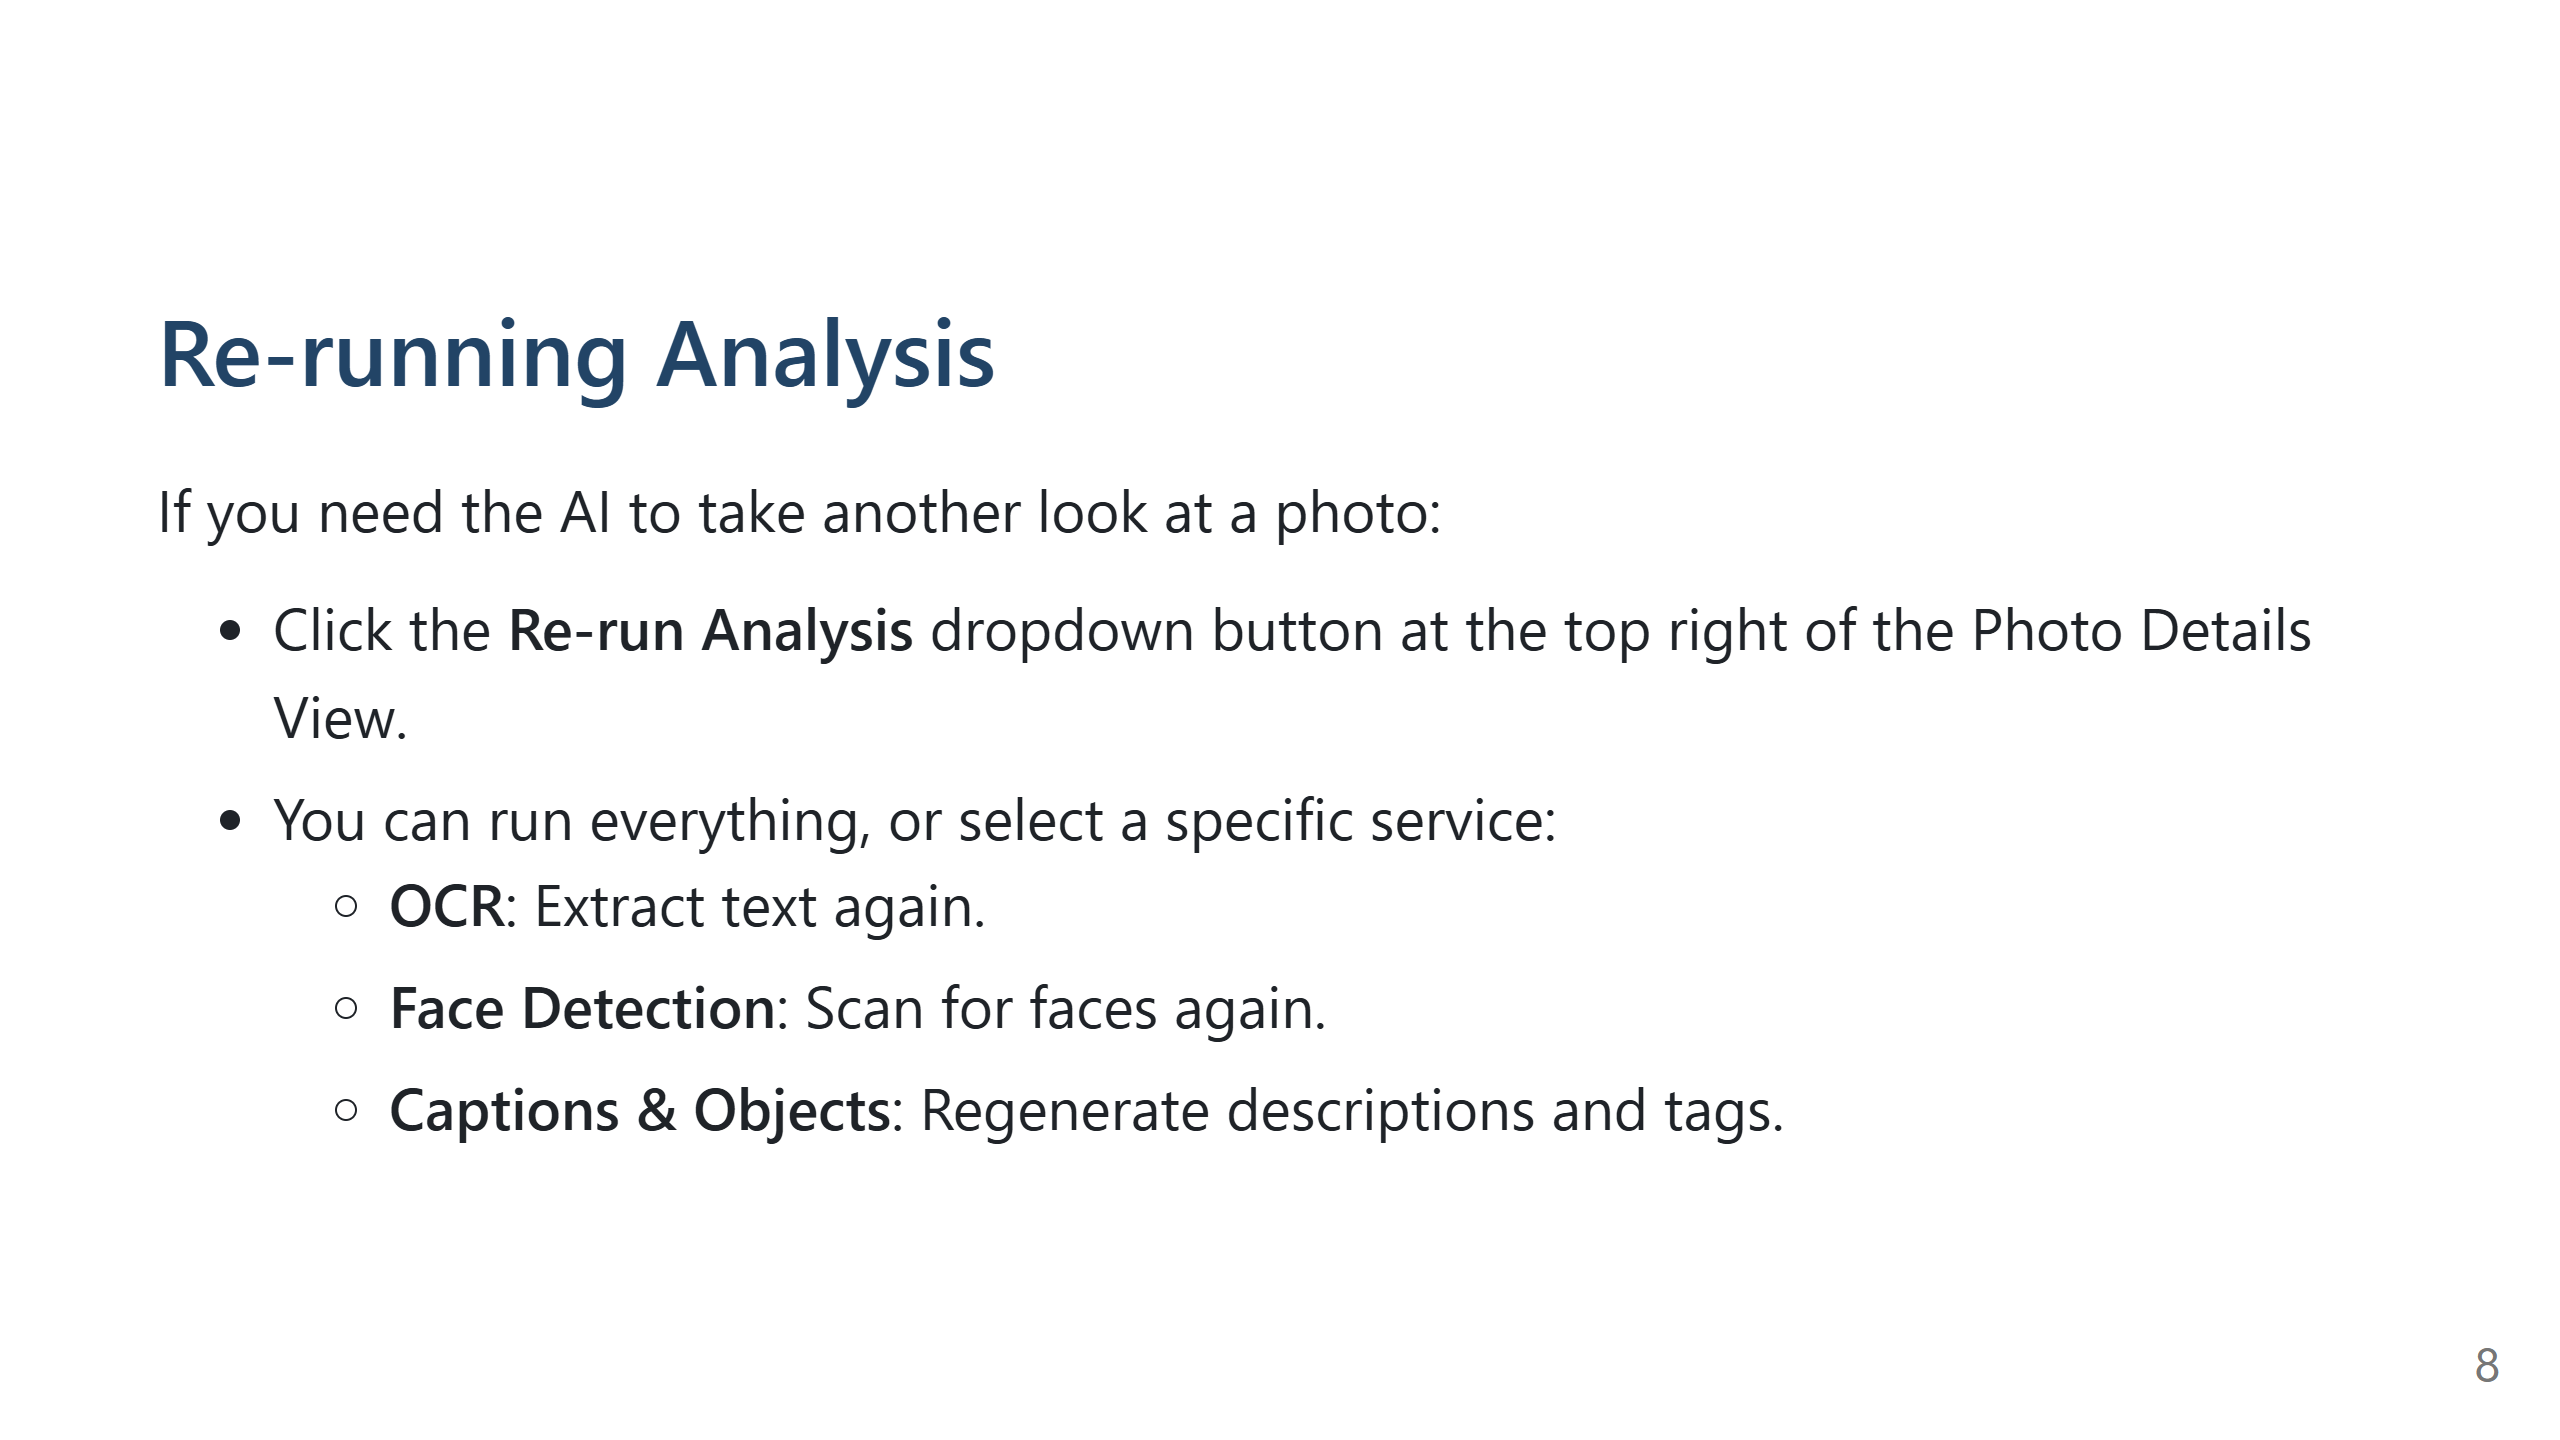 Re-running Analysis
If you need the AI to take another look at a photo:
• Click the Re-run Analysis dropdown button at the top right of the Photo Details
View.
• You can run everything, or select a specific service:
○ OCR: Extract text again.
○ Face Detection: Scan for faces again.
○ Captions & Objects: Regenerate descriptions and tags.
8